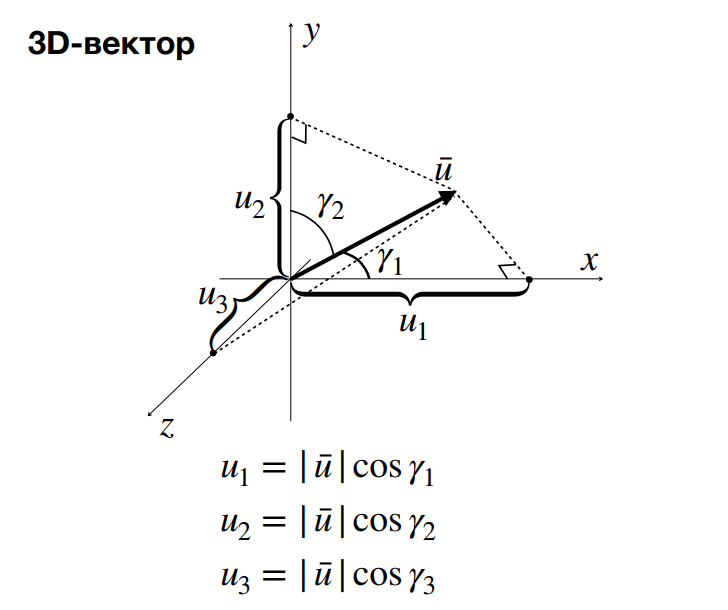 3D-вектор
y
ū
u₂
γ₂
γ₁
x
u₃
u₁
z
u₁ = |ū| cos γ₁
u₂ = |ū| cos γ₂
u₃ = |ū| cos γ₃